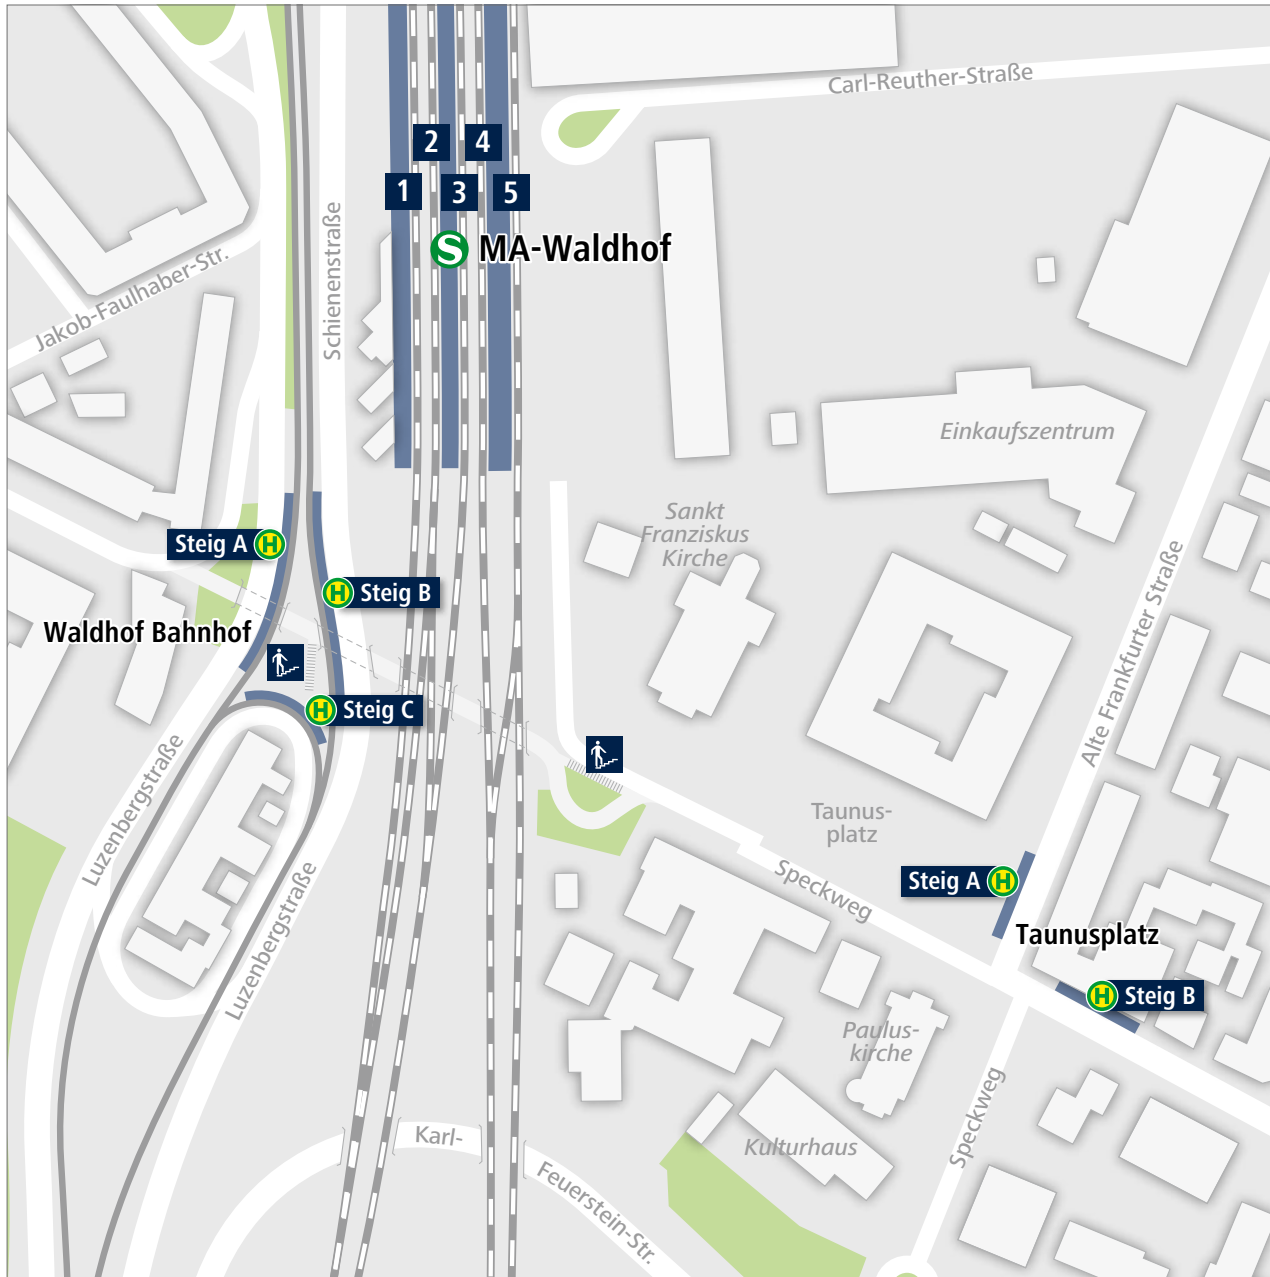 Carl-Reuther-Straße
2
4
1
3
5
S
MA-Waldhof
Schienenstraße
Jakob-Faulhaber-Str.
Einkaufszentrum
Sankt
Franziskus
Kirche
Steig A H
H Steig B
Waldhof Bahnhof
H Steig C
Alte Frankfurter Straße
Luzenbergstraße
Luzenbergstraße
Taunus-
platz
Speckweg
Steig A H
Taunusplatz
H Steig B
Paulus-
kirche
Speckweg
Kulturhaus
Karl-
Feuerstein-Str.